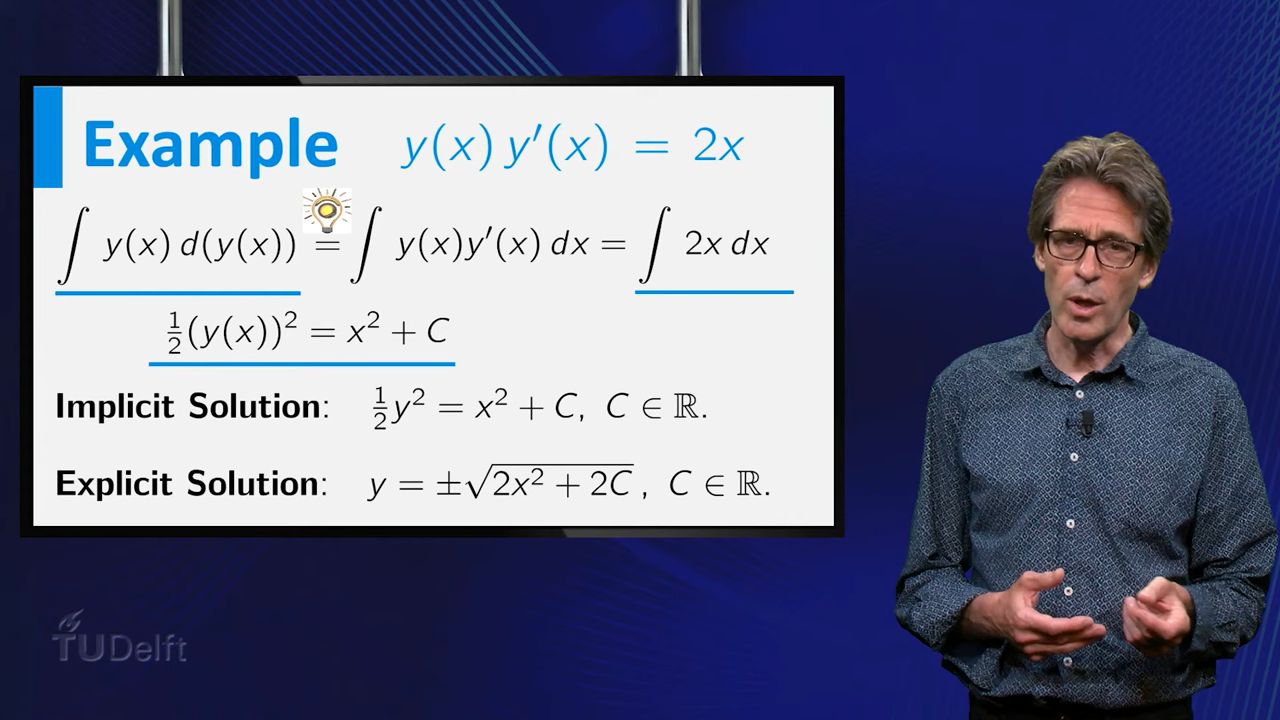 Example y(x) y′(x) = 2x
∫ y(x) d(y(x)) = ∫ y(x)y′(x) dx = ∫ 2x dx
½(y(x))² = x² + C
Implicit Solution: ½y² = x² + C, C ∈ ℝ.
Explicit Solution: y = ±√(2x² + 2C), C ∈ ℝ.
TUDelft